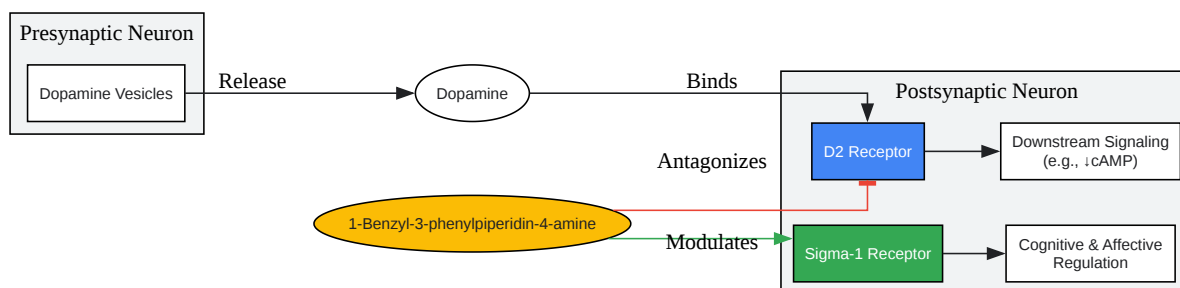 Presynaptic Neuron
Dopamine Vesicles
Release
Dopamine
Binds
Postsynaptic Neuron
D2 Receptor
Downstream Signaling
(e.g., ↓cAMP)
Antagonizes
1-Benzyl-3-phenylpiperidin-4-amine
Modulates
Sigma-1 Receptor
Cognitive & Affective
Regulation